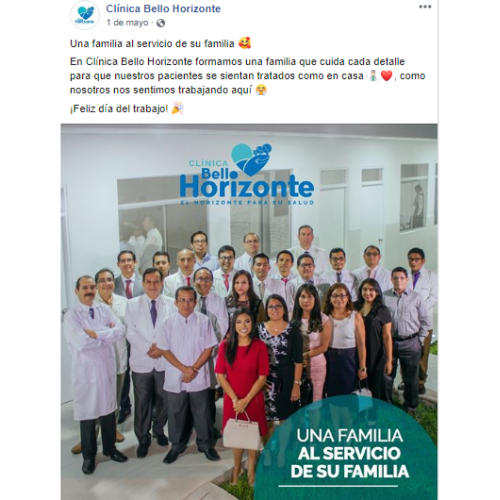 Clínica Bello Horizonte
1 de mayo
Una familia al servicio de su familia 🥰
En Clínica Bello Horizonte formamos una familia que cuida cada detalle
para que nuestros pacientes se sientan tratados como en casa 👨‍⚕️❤️, como
nosotros nos sentimos trabajando aquí 😭
¡Feliz día del trabajo! 🎉
CLÍNICA
Bello
Horizonte
EL HORIZONTE PARA SU SALUD
UNA FAMILIA
AL SERVICIO
DE SU FAMILIA